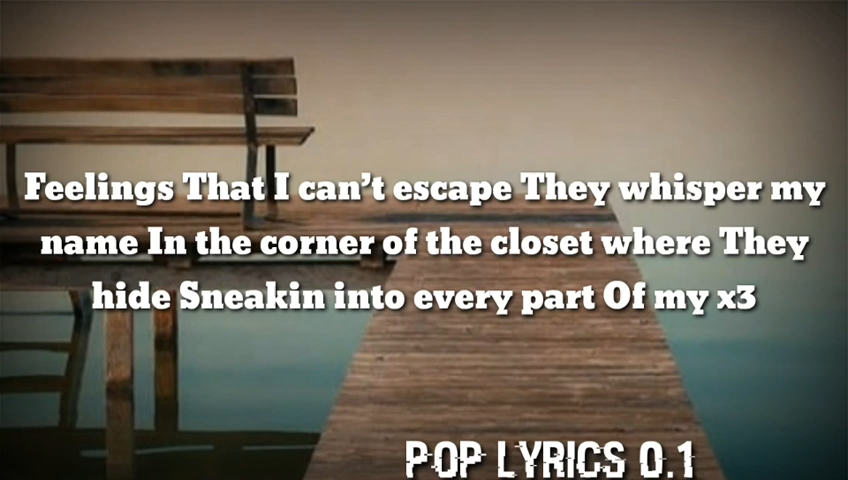 Feelings That I can’t escape They whisper my
name In the corner of the closet where They
hide Sneakin into every part Of my x3
POP LYRICS 0.1